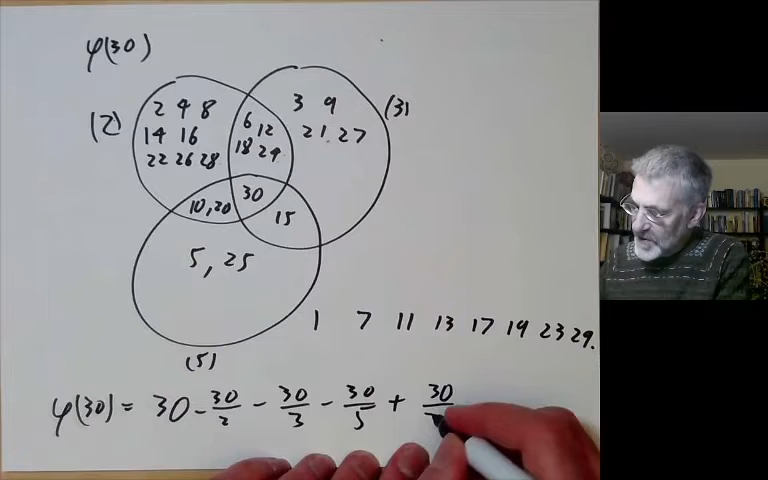 φ(30)
(2) 2 4 8 3 9 (3)
14 16 6 12 21 27
22 26 28 18 24
10, 20 30 15
5, 25
1 7 11 13 17 19 23 29.
(5)
φ(30) = 30 - 30/2 - 30/3 - 30/5 + 30